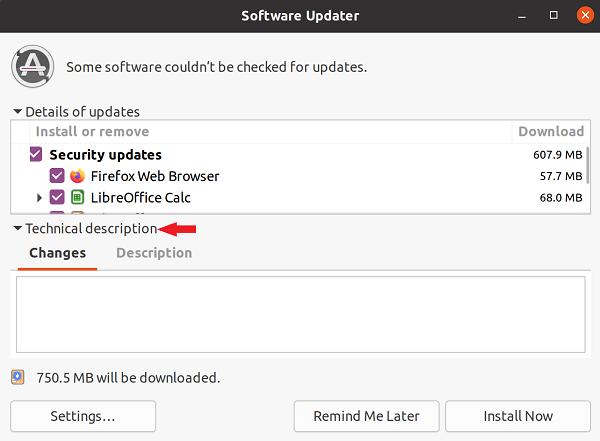 Software Updater
Some software couldn't be checked for updates.
Details of updates
Install or remove Download
Security updates 607.9 MB
Firefox Web Browser 57.7 MB
LibreOffice Calc 68.0 MB
Technical description
Changes Description
750.5 MB will be downloaded.
Settings... Remind Me Later Install Now